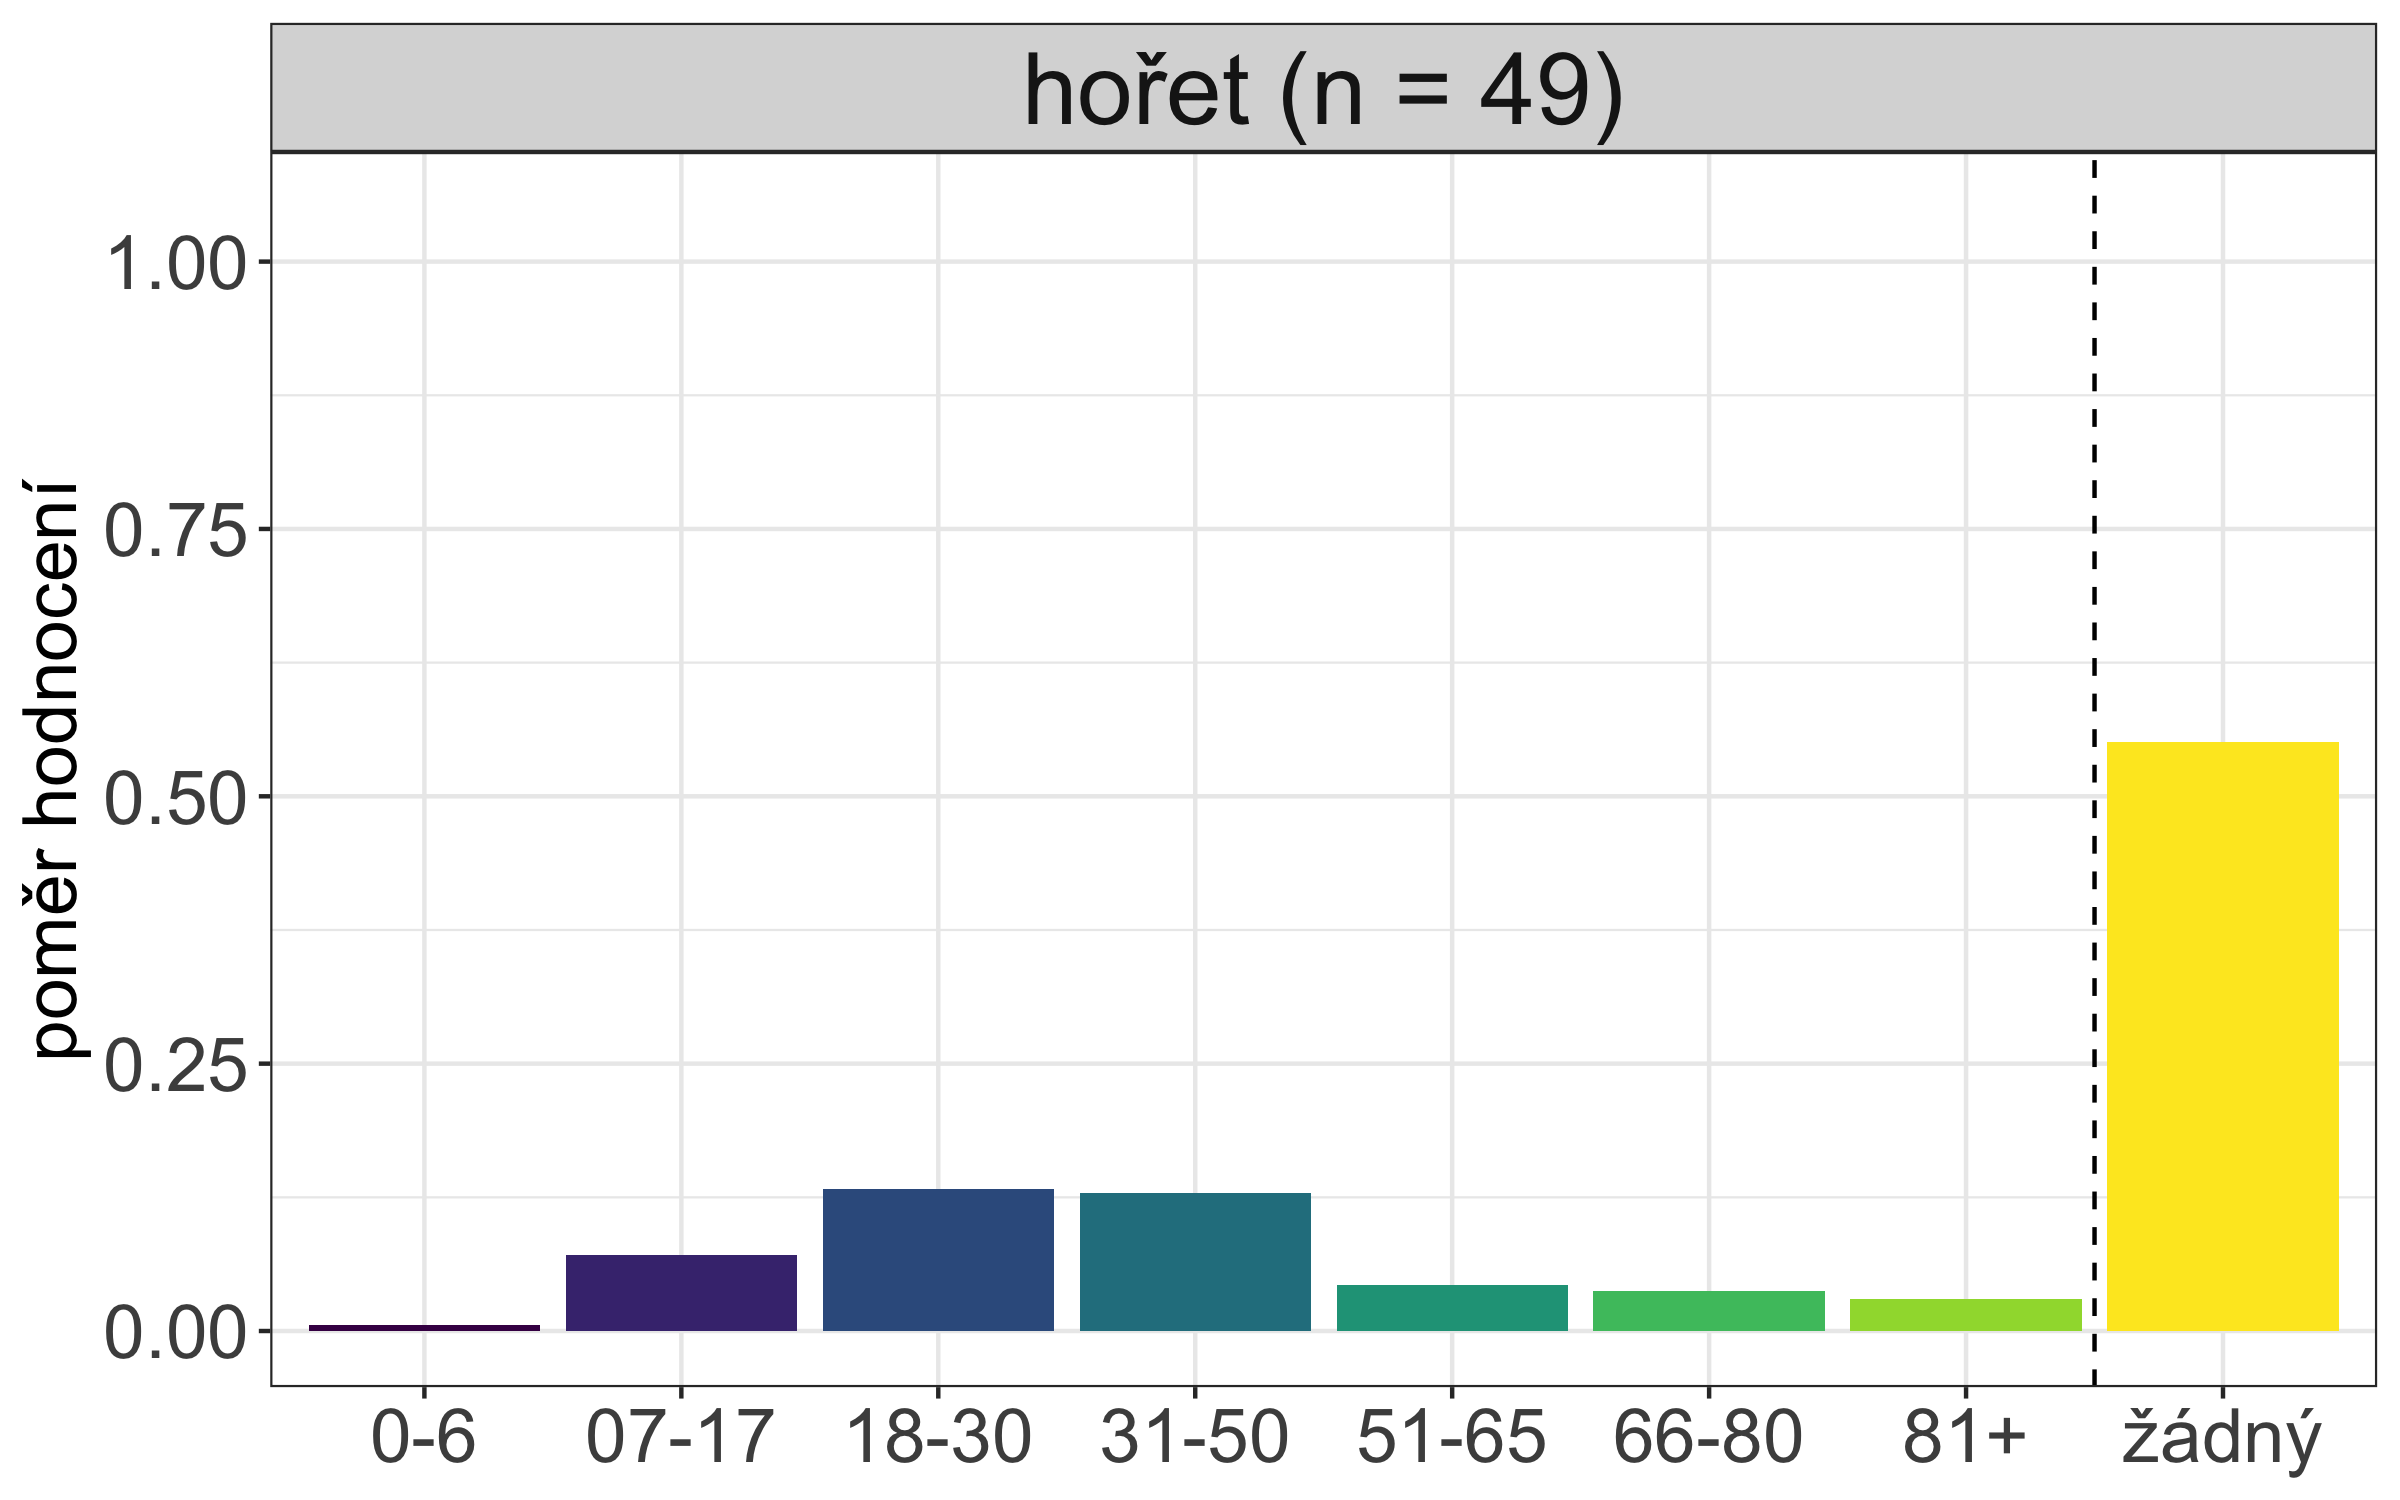 hořet (n = 49)
poměr hodnocení
1.00
0.75
0.50
0.25
0.00
0-6 07-17 18-30 31-50 51-65 66-80 81+ žádný